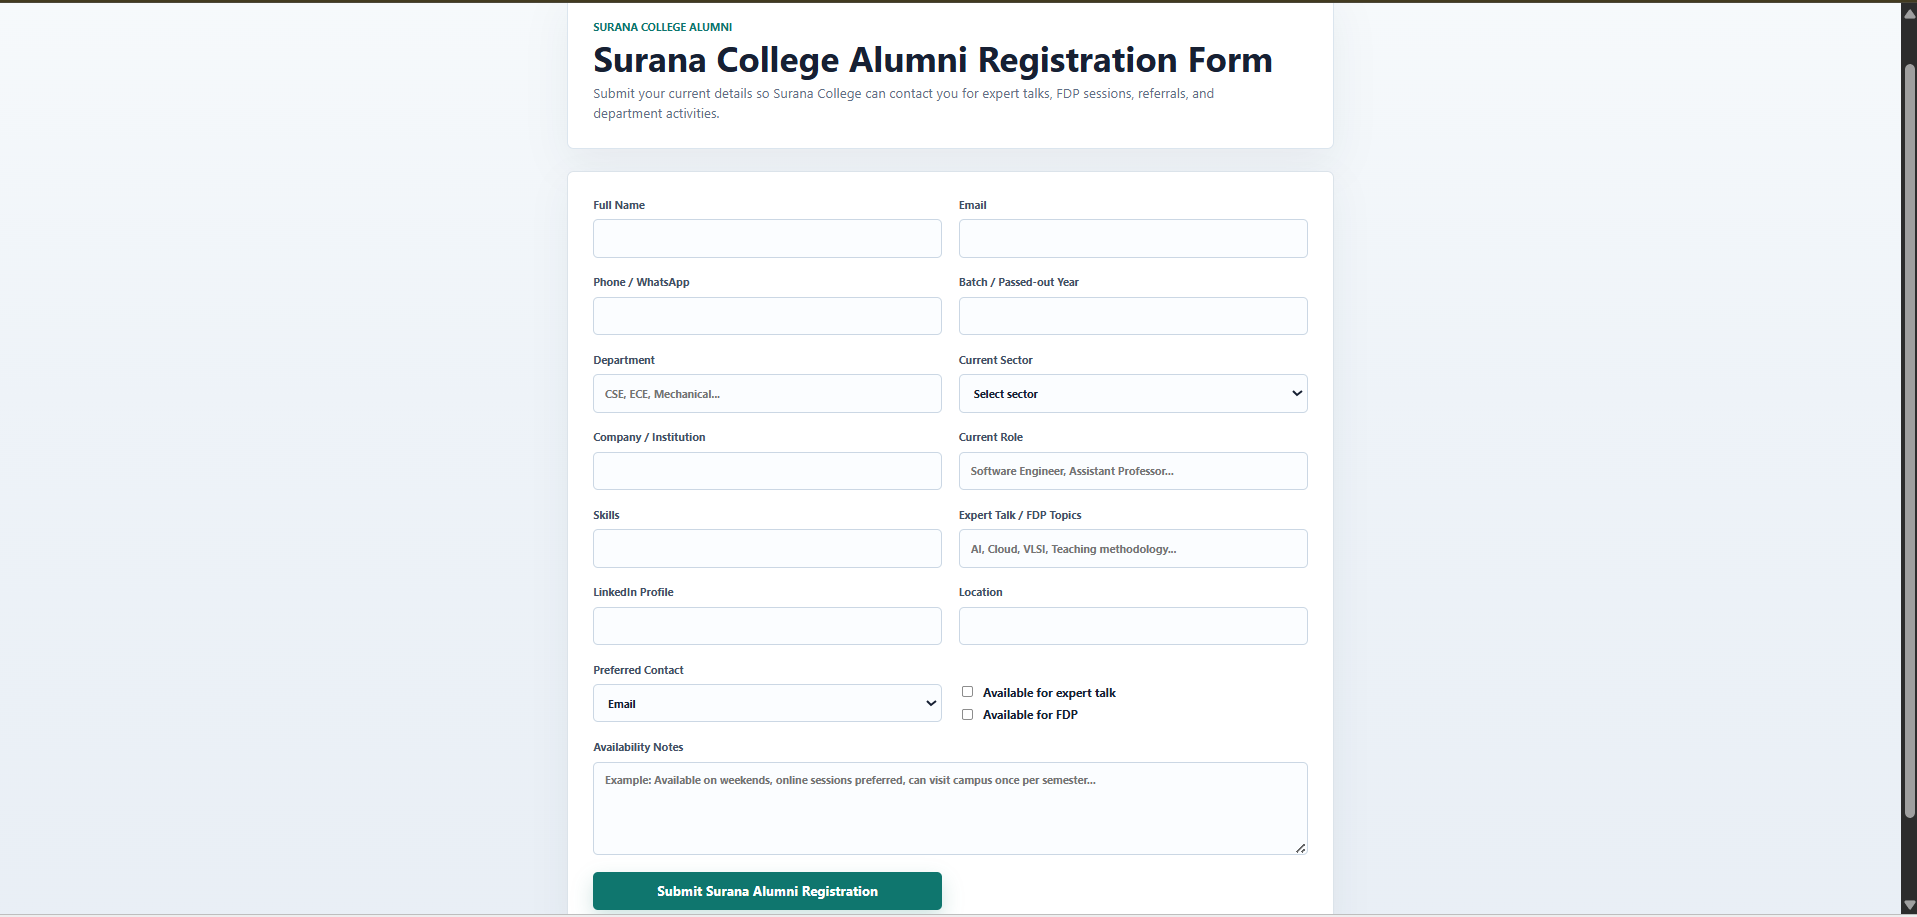 SURANA COLLEGE ALUMNI
Surana College Alumni Registration Form
Submit your current details so Surana College can contact you for expert talks, FDP sessions, referrals, and
department activities.
Full Name
Email
Phone / WhatsApp
Batch / Passed-out Year
Department
Current Sector
CSE, ECE, Mechanical...
Select sector
Company / Institution
Current Role
Software Engineer, Assistant Professor...
Skills
Expert Talk / FDP Topics
AI, Cloud, VLSI, Teaching methodology...
LinkedIn Profile
Location
Preferred Contact
Email
Available for expert talk
Available for FDP
Availability Notes
Example: Available on weekends, online sessions preferred, can visit campus once per semester...
Submit Surana Alumni Registration